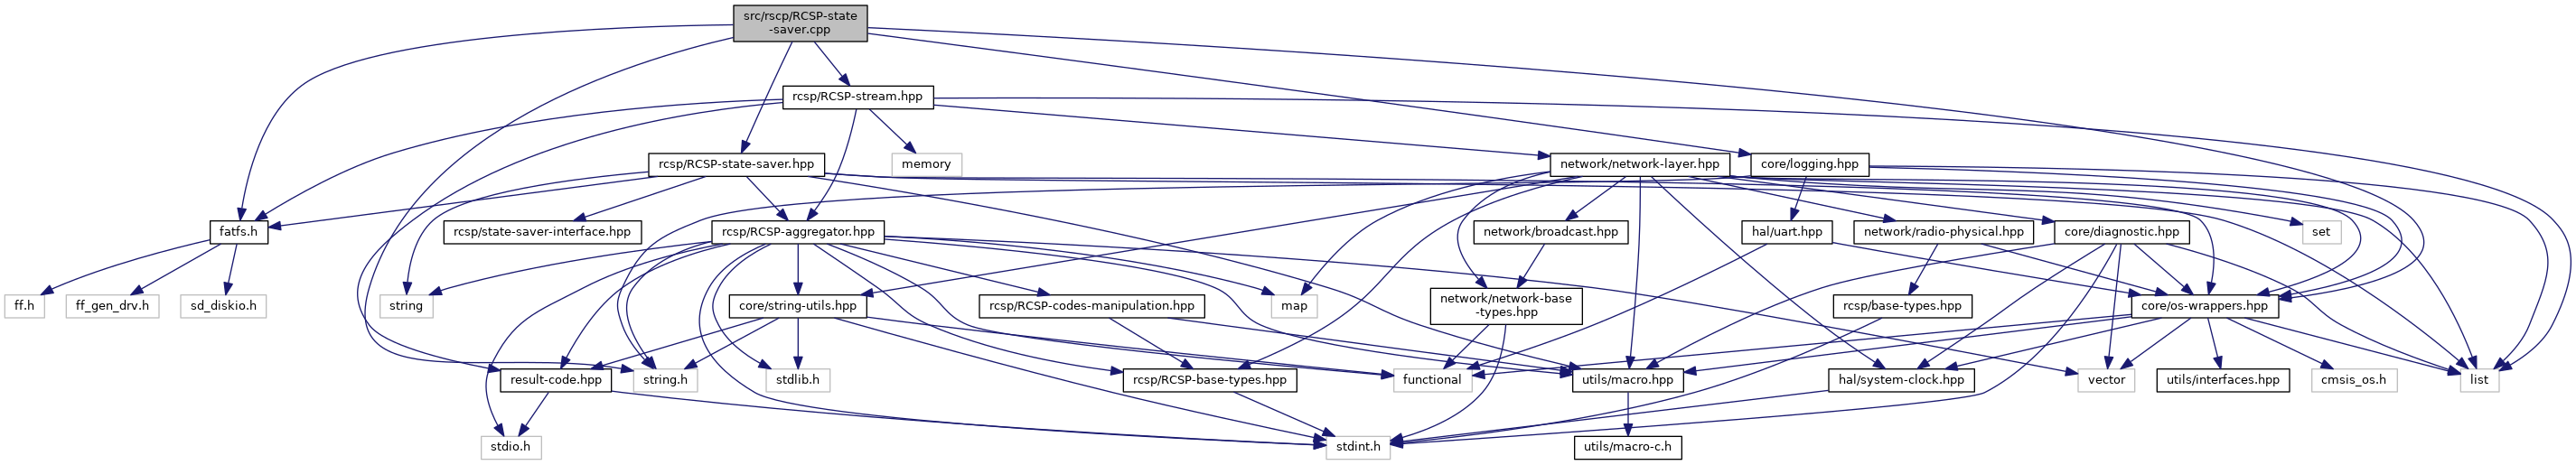 src/rscp/RCSP-state
-saver.cpp
rcsp/RCSP-stream.hpp
memory
rcsp/RCSP-state-saver.hpp
network/network-layer.hpp
core/logging.hpp
fatfs.h
rcsp/state-saver-interface.hpp
rcsp/RCSP-aggregator.hpp
network/broadcast.hpp
hal/uart.hpp
network/radio-physical.hpp
core/diagnostic.hpp
set
ff.h
ff_gen_drv.h
sd_diskio.h
string
core/string-utils.hpp
rcsp/RCSP-codes-manipulation.hpp
map
network/network-base
-types.hpp
rcsp/base-types.hpp
core/os-wrappers.hpp
result-code.hpp
string.h
stdlib.h
rcsp/RCSP-base-types.hpp
functional
utils/macro.hpp
hal/system-clock.hpp
vector
utils/interfaces.hpp
cmsis_os.h
list
stdio.h
stdint.h
utils/macro-c.h